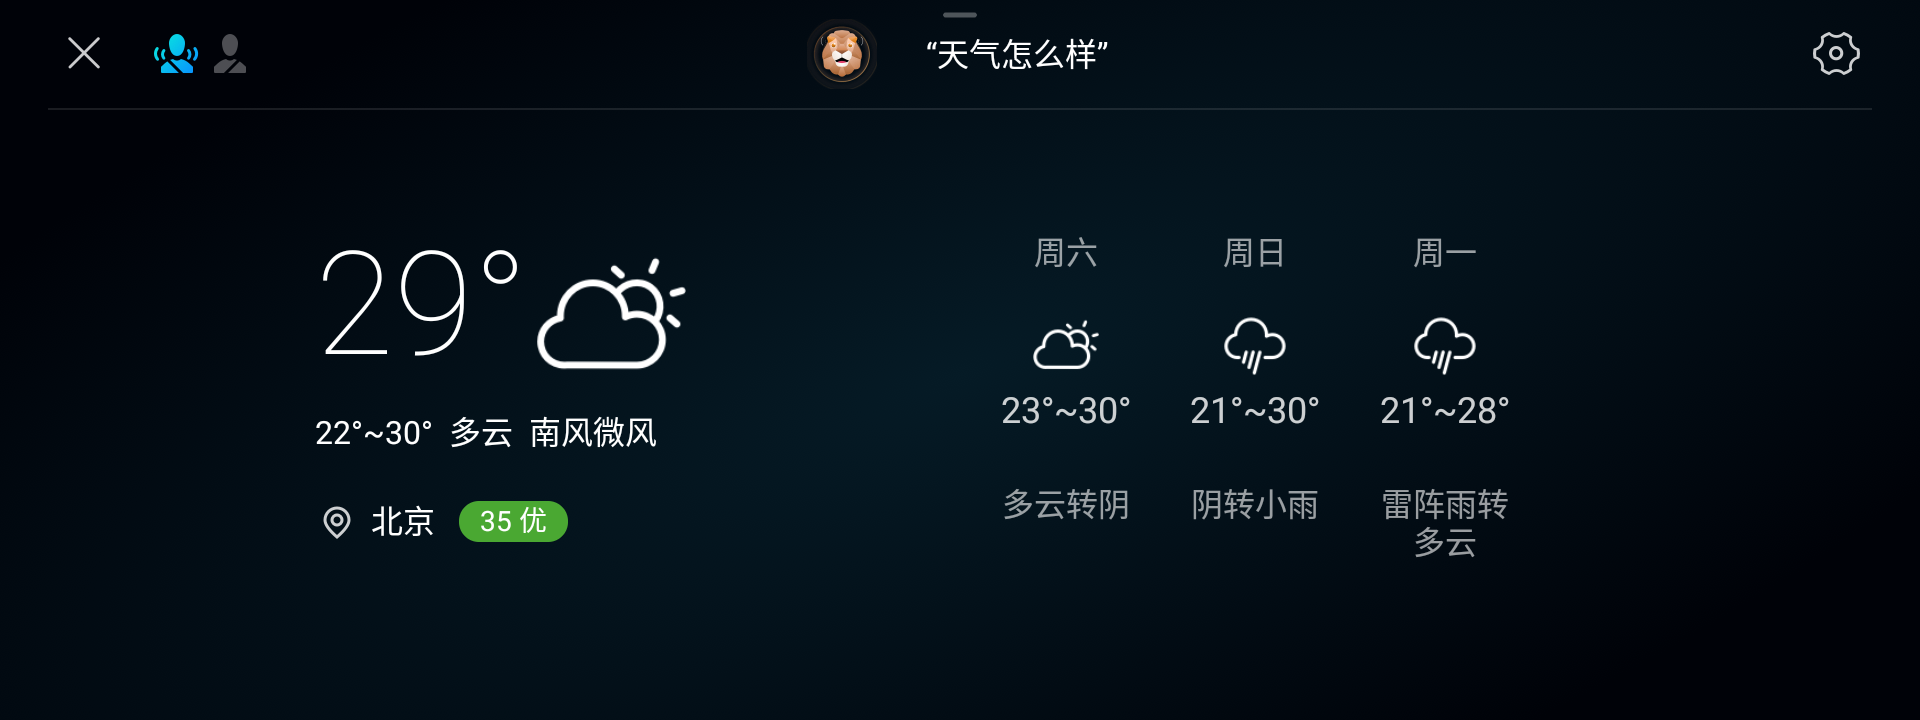 “天气怎么样”
29°
22°~30° 多云 南风微风
北京 35 优
周六 周日 周一
23°~30° 21°~30° 21°~28°
多云转阴 阴转小雨 雷阵雨转
多云